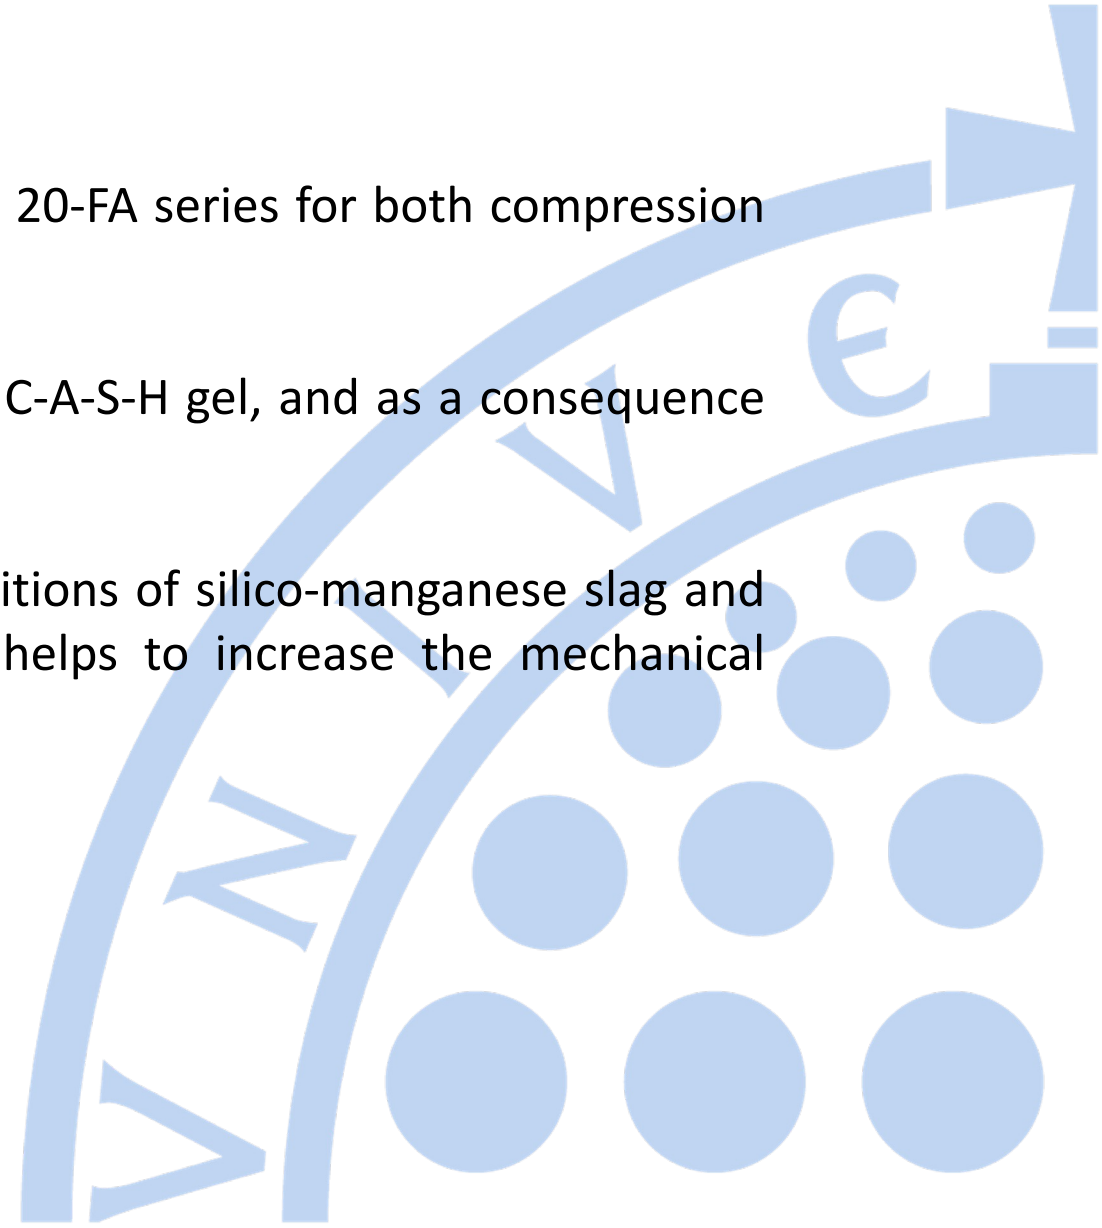 20-FA series for both compression
C-A-S-H gel, and as a consequence
itions of silico-manganese slag and
helps to increase the mechanical
V N I V E